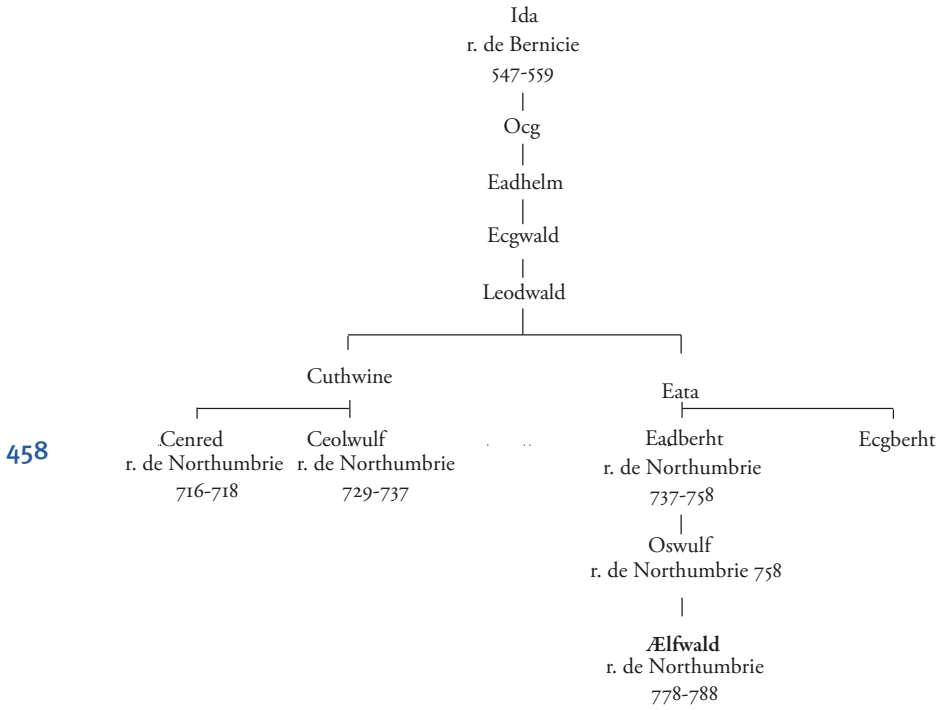 Ida
r. de Bernicie
547-559
Ocg
Eadhelm
Ecgwald
Leodwald
Cuthwine
Eata
Cenred
r. de Northumbrie
716-718
Ceolwulf
r. de Northumbrie
729-737
Eadberht
r. de Northumbrie
737-758
Ecgberht
458
Oswulf
r. de Northumbrie 758
Ælfwald
r. de Northumbrie
778-788